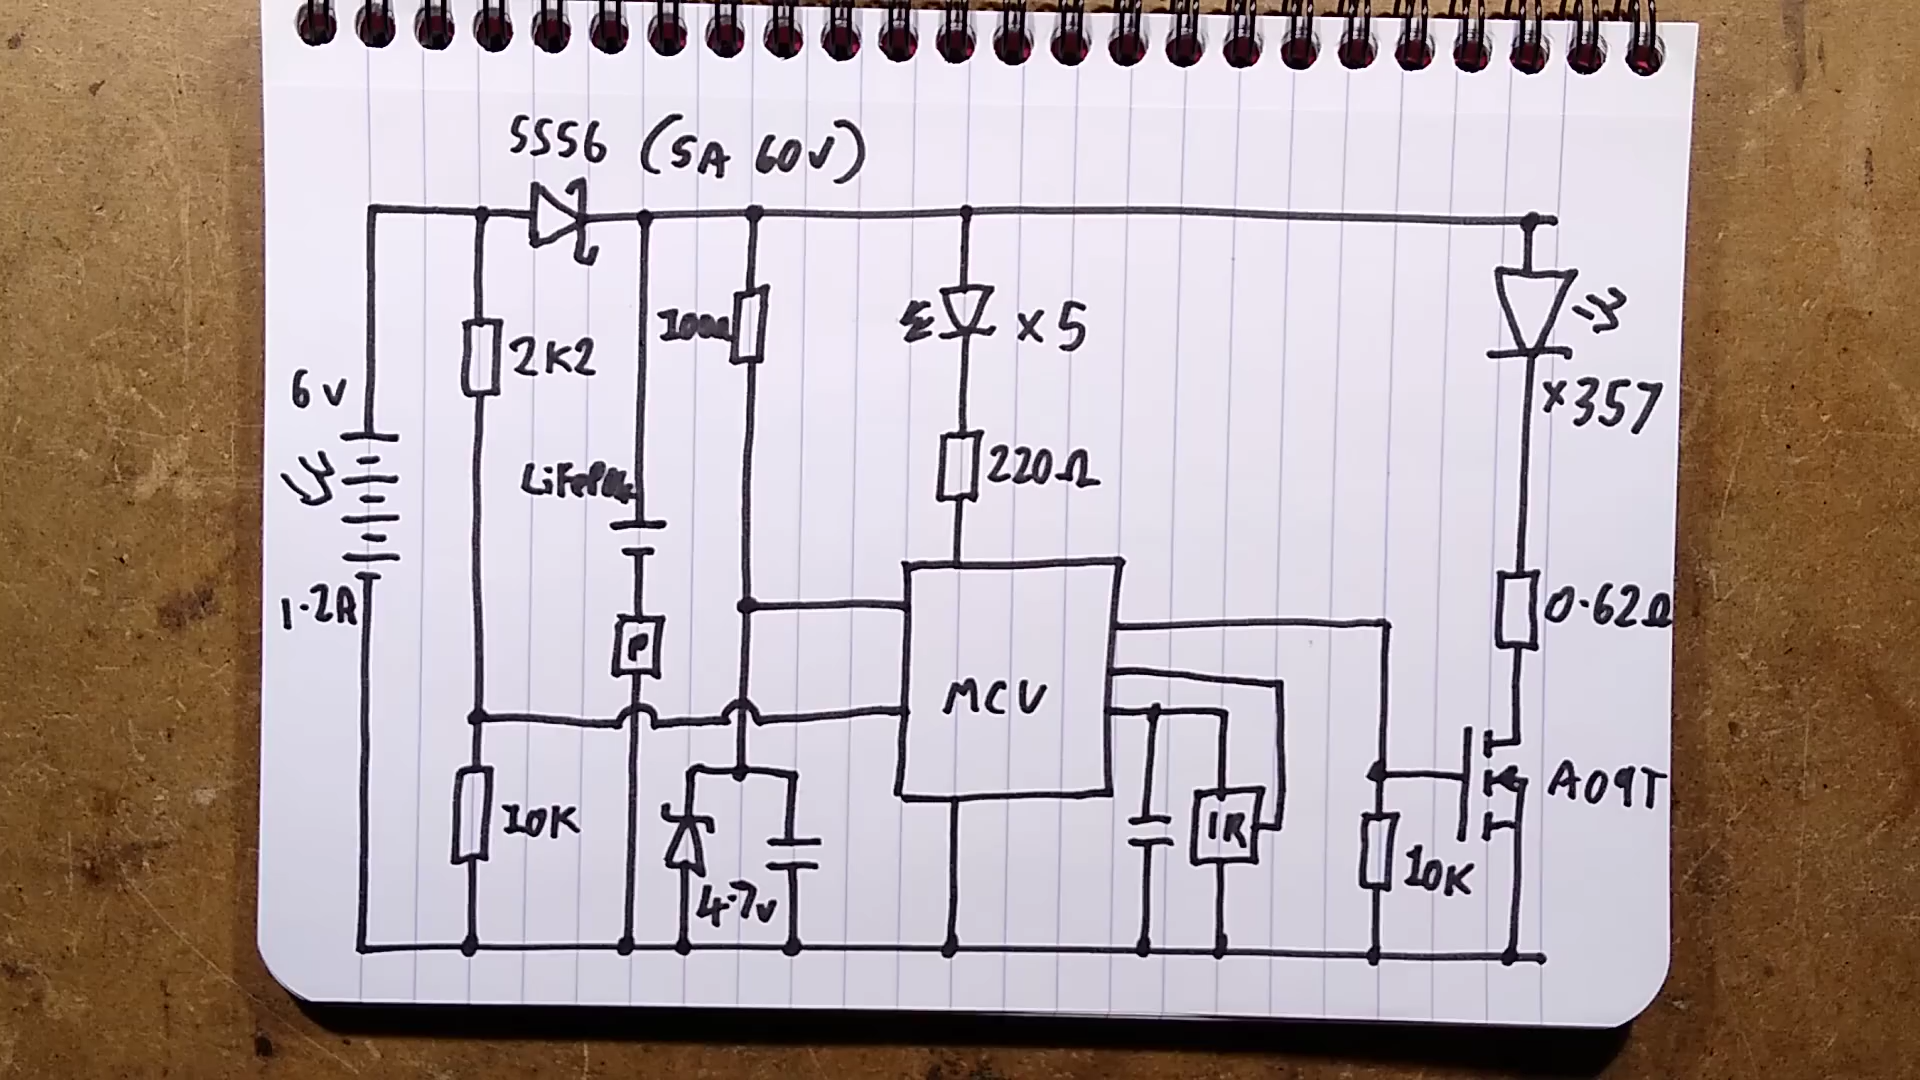 SS56 (5A 60V)
6V
1.2A
2K2
10K
LiFePO4
P
100Ω
4.7V
x5
220Ω
MCU
IR
10K
x357
0.62Ω
A09T